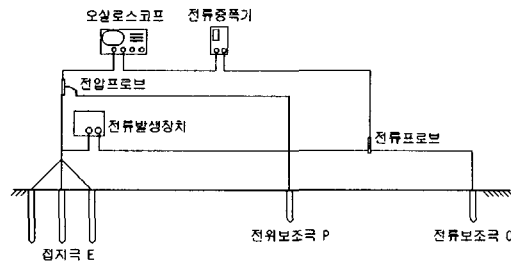 오실로스코프
전류증폭기
전압프로브
전류발생장치
전류프로브
접지극 E
전위보조극 P
전류보조극 C